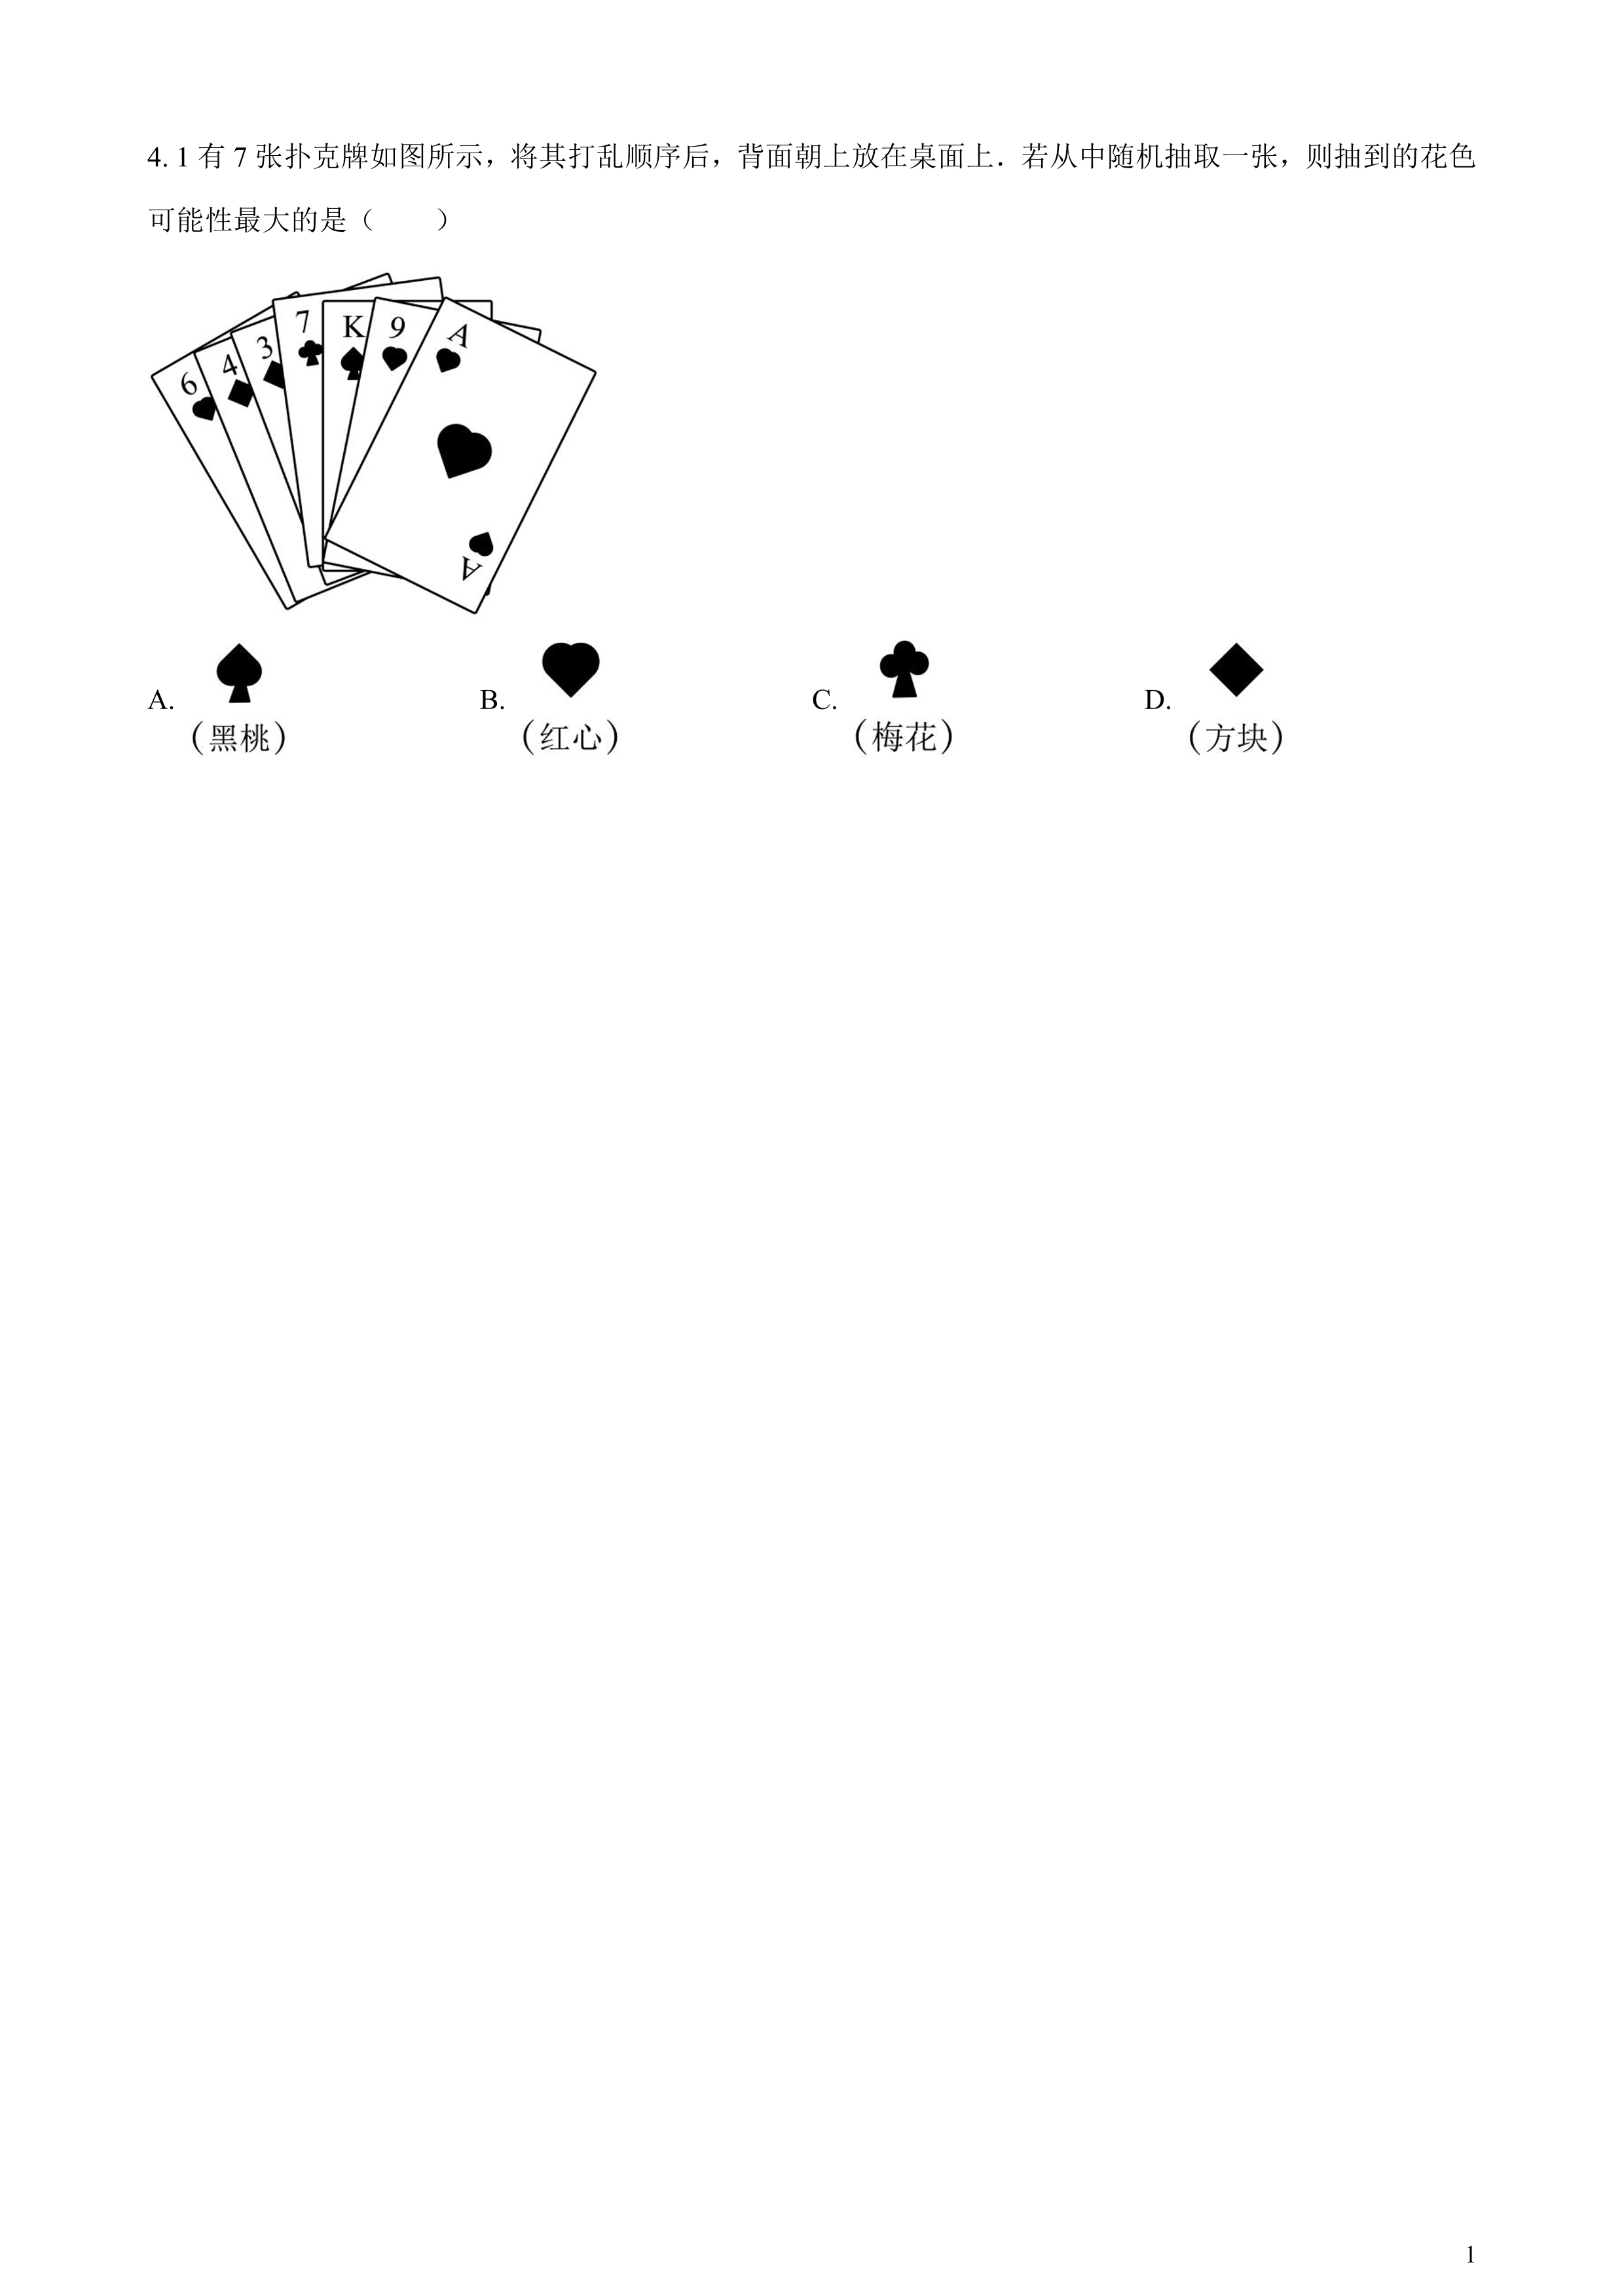 4. 1 有 7 张扑克牌如图所示，将其打乱顺序后，背面朝上放在桌面上．若从中随机抽取一张，则抽到的花色
可能性最大的是（　　）
6 4 3 7 K 9 A
A
A. B. C. D.
（黑桃） （红心） （梅花） （方块）
1